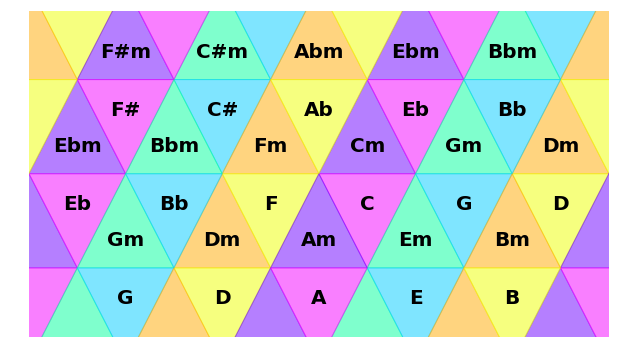 F#m C#m Abm Ebm Bbm
F# C# Ab Eb Bb
Ebm Bbm Fm Cm Gm Dm
Eb Bb F C G D
Gm Dm Am Em Bm
G D A E B